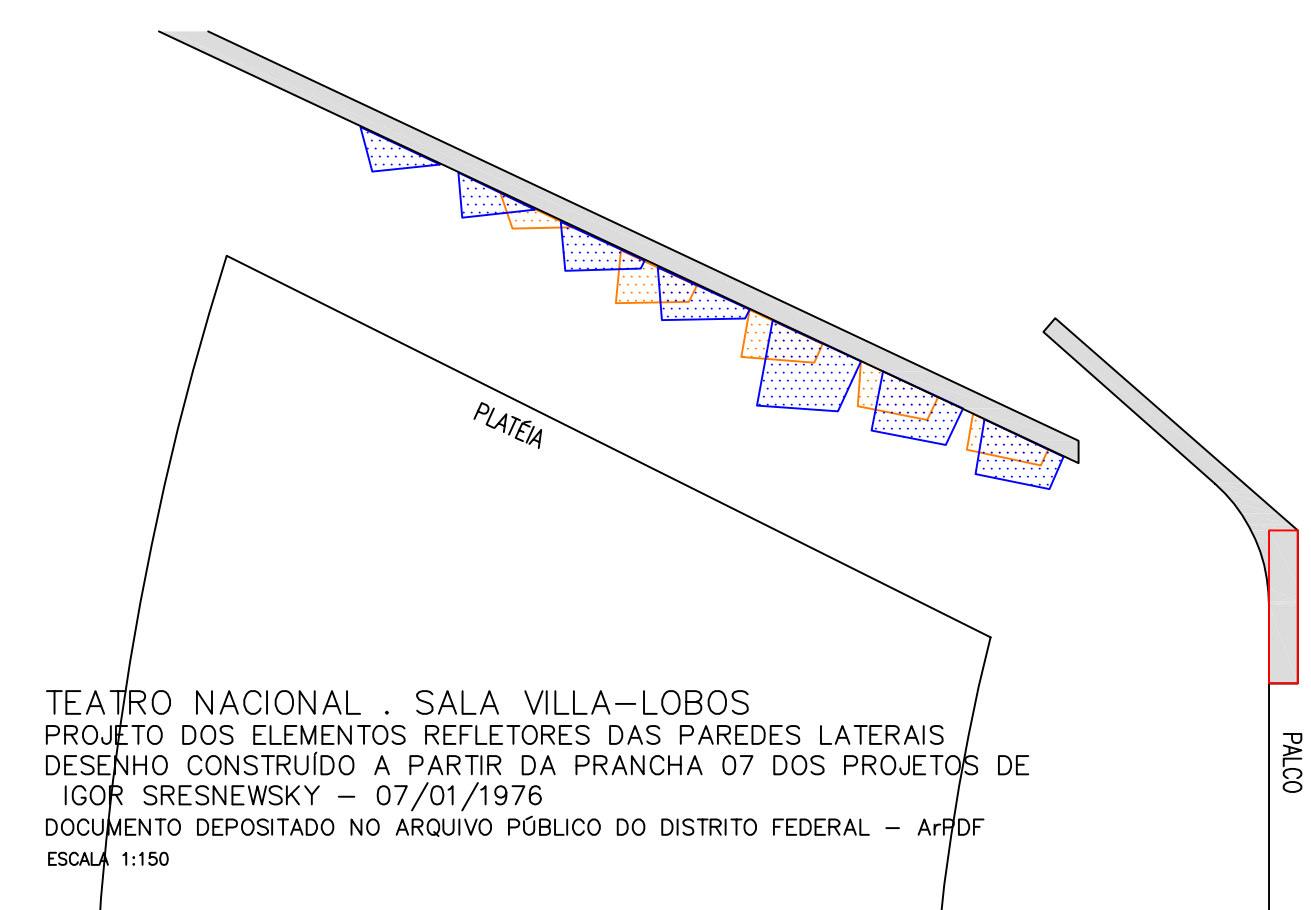 PLATÉIA
TEATRO NACIONAL . SALA VILLA-LOBOS
PROJETO DOS ELEMENTOS REFLETORES DAS PAREDES LATERAIS
DESENHO CONSTRUÍDO A PARTIR DA PRANCHA 07 DOS PROJETOS DE
IGOR SRESNEWSKY – 07/01/1976
DOCUMENTO DEPOSITADO NO ARQUIVO PÚBLICO DO DISTRITO FEDERAL – ArPDF
ESCALA 1:150
PALCO